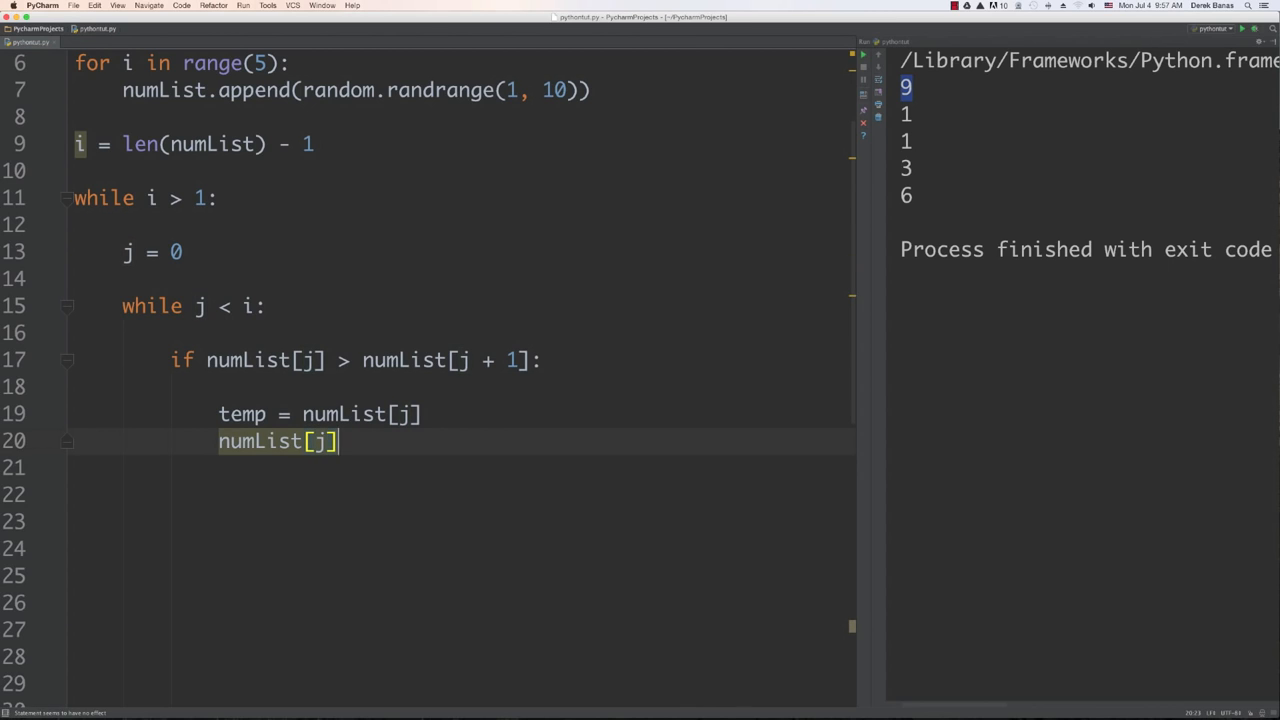 PyCharm File Edit View Navigate Code Refactor Run Tools VCS Window Help
10 Mon Jul 4 9:57 AM Derek Banas
pythontut.py - PycharmProjects - [~/PycharmProjects]
PycharmProjects pythontut.py
pythontut
pythontut.py
Run: pythontut
6 for i in range(5):
7 numList.append(random.randrange(1, 10))
8
9 i = len(numList) - 1
10
11 while i > 1:
12
13 j = 0
14
15 while j < i:
16
17 if numList[j] > numList[j + 1]:
18
19 temp = numList[j]
20 numList[j]
21
22
23
24
25
26
27
28
29
/Library/Frameworks/Python.frame
9
1
1
3
6
Process finished with exit code
Statement seems to have no effect
20:23 LF÷ UTF-8÷